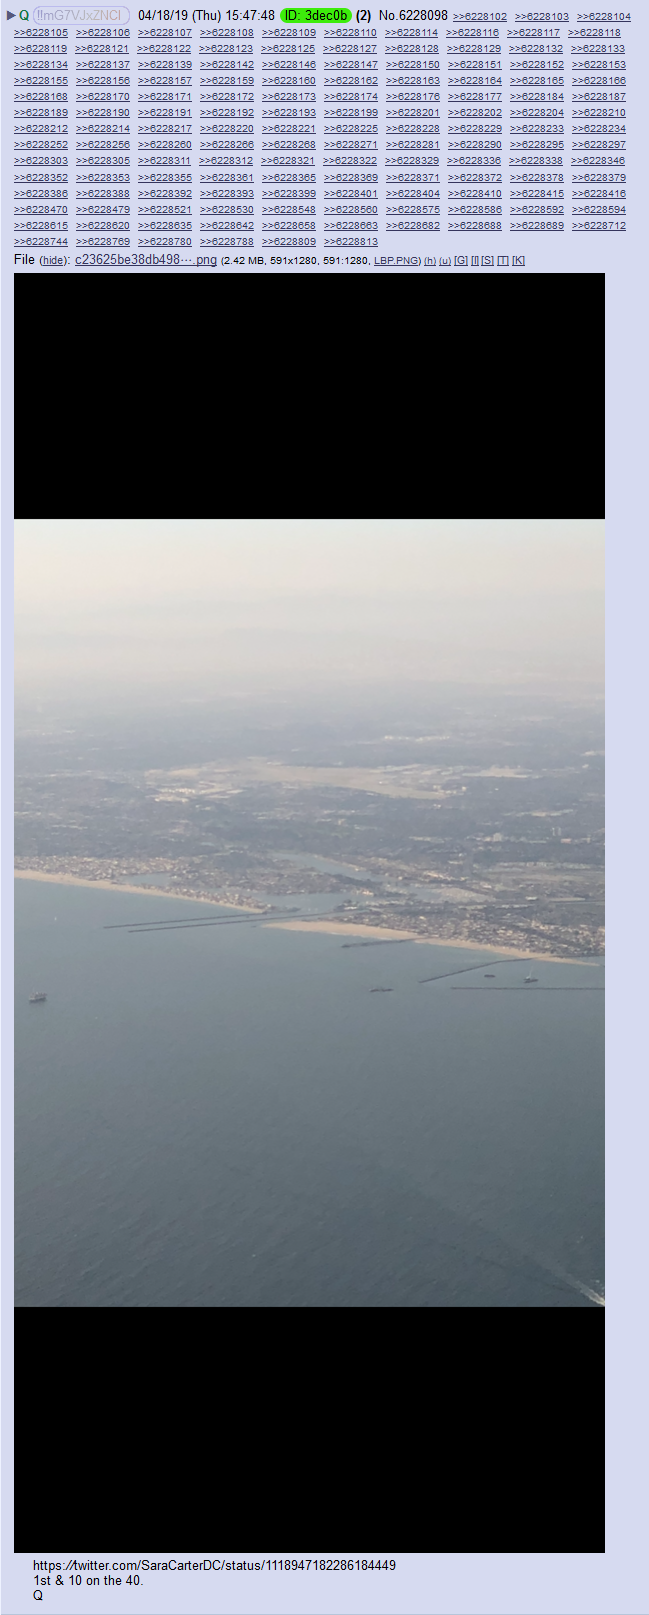 ▶ Q !!mG7VJxZNCI 04/18/19 (Thu) 15:47:48 ID: 3dec0b (2) No.6228098 >>6228102 >>6228103 >>6228104
>>6228105 >>6228106 >>6228107 >>6228108 >>6228109 >>6228110 >>6228114 >>6228116 >>6228117 >>6228118
>>6228119 >>6228121 >>6228122 >>6228123 >>6228125 >>6228127 >>6228128 >>6228129 >>6228132 >>6228133
>>6228134 >>6228137 >>6228139 >>6228142 >>6228146 >>6228147 >>6228150 >>6228151 >>6228152 >>6228153
>>6228155 >>6228156 >>6228157 >>6228159 >>6228160 >>6228162 >>6228163 >>6228164 >>6228165 >>6228166
>>6228168 >>6228170 >>6228171 >>6228172 >>6228173 >>6228174 >>6228176 >>6228177 >>6228184 >>6228187
>>6228189 >>6228190 >>6228191 >>6228192 >>6228193 >>6228199 >>6228201 >>6228202 >>6228204 >>6228210
>>6228212 >>6228214 >>6228217 >>6228220 >>6228221 >>6228225 >>6228228 >>6228229 >>6228233 >>6228234
>>6228252 >>6228256 >>6228260 >>6228266 >>6228268 >>6228271 >>6228281 >>6228290 >>6228295 >>6228297
>>6228303 >>6228305 >>6228311 >>6228312 >>6228321 >>6228322 >>6228329 >>6228336 >>6228338 >>6228346
>>6228352 >>6228353 >>6228355 >>6228361 >>6228365 >>6228369 >>6228371 >>6228372 >>6228378 >>6228379
>>6228386 >>6228388 >>6228392 >>6228393 >>6228399 >>6228401 >>6228404 >>6228410 >>6228415 >>6228416
>>6228470 >>6228479 >>6228521 >>6228530 >>6228548 >>6228560 >>6228575 >>6228586 >>6228592 >>6228594
>>6228615 >>6228620 >>6228635 >>6228642 >>6228658 >>6228663 >>6228682 >>6228688 >>6228689 >>6228712
>>6228744 >>6228769 >>6228780 >>6228788 >>6228809 >>6228813
File (hide): c23625be38db498⋯.png (2.42 MB, 591x1280, 591:1280, LBP.PNG) (h) (u) [G] [I] [S] [T] [K]
https://twitter.com/SaraCarterDC/status/1118947182286184449
1st & 10 on the 40.
Q